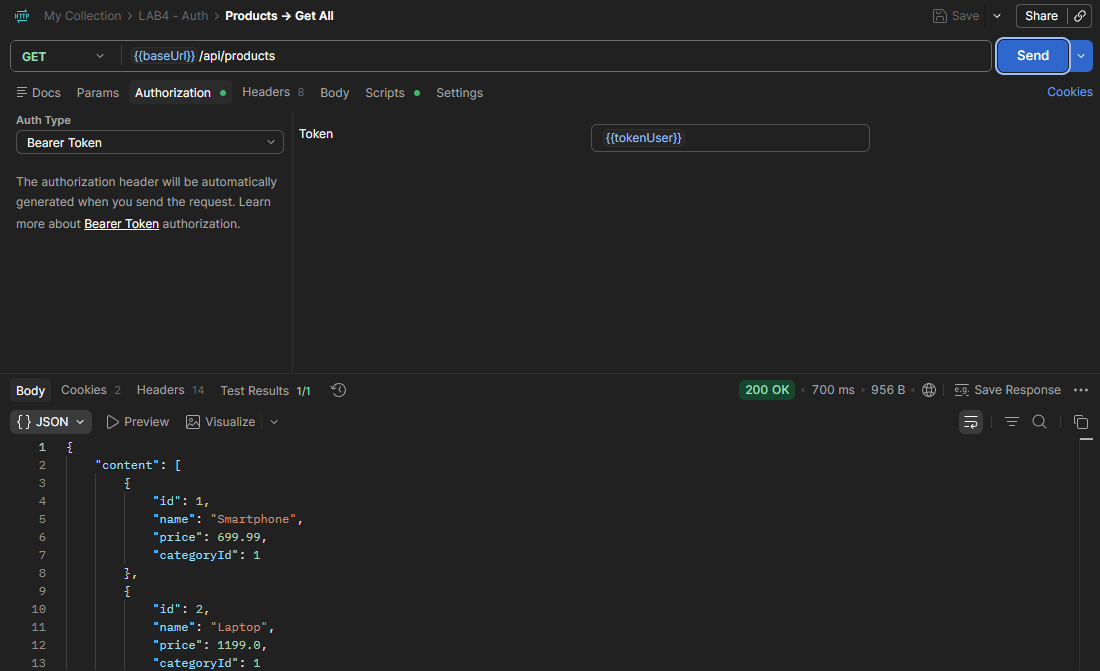 HTTP My Collection > LAB4 - Auth > Products → Get All Save Share
GET {{baseUrl}} /api/products Send
Docs Params Authorization Headers 8 Body Scripts Settings Cookies
Auth Type
Bearer Token
Token {{tokenUser}}
The authorization header will be automatically
generated when you send the request. Learn
more about Bearer Token authorization.
Body Cookies 2 Headers 14 Test Results 1/1 200 OK • 700 ms • 956 B • e.g. Save Response
{} JSON Preview Visualize
1 {
2 "content": [
3 {
4 "id": 1,
5 "name": "Smartphone",
6 "price": 699.99,
7 "categoryId": 1
8 },
9 {
10 "id": 2,
11 "name": "Laptop",
12 "price": 1199.0,
13 "categoryId": 1